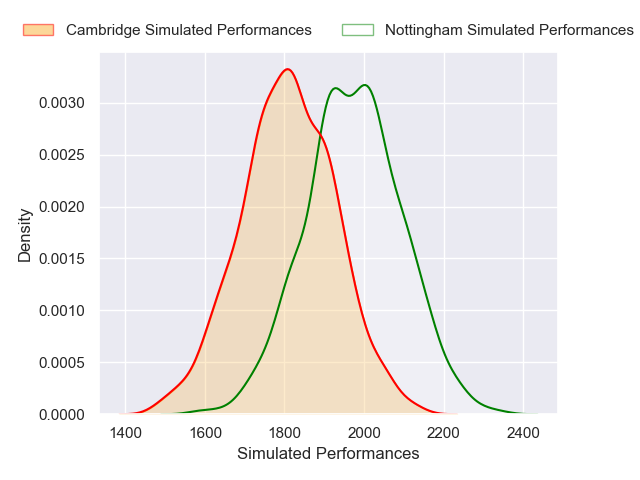 Cambridge Simulated Performances Nottingham Simulated Performances
0.0030
0.0025
0.0020
0.0015
0.0010
0.0005
0.0000
Density
1400 1600 1800 2000 2200 2400
Simulated Performances